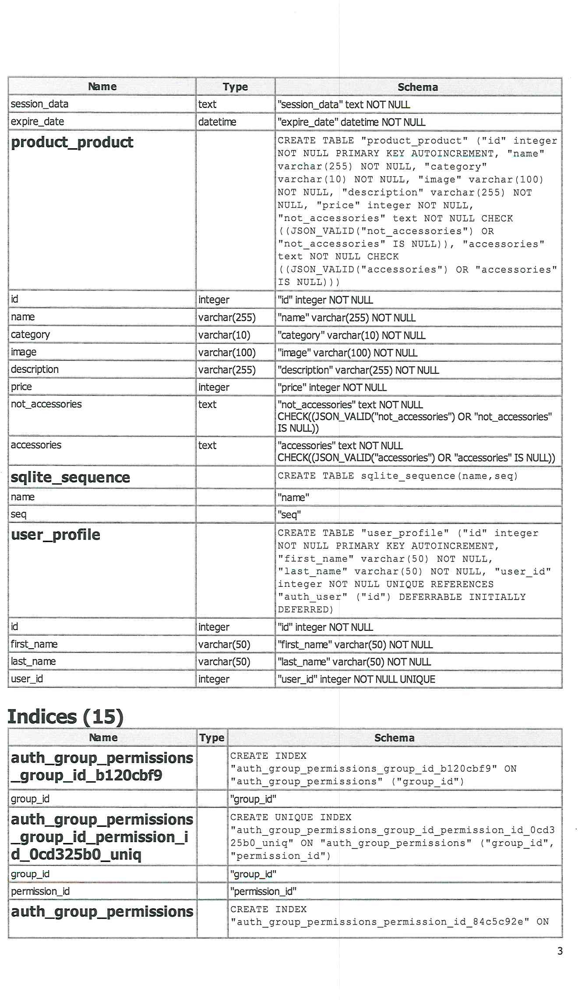 Name Type Schema
session_data text "session_data" text NOT NULL
expire_date datetime "expire_date" datetime NOT NULL
product_product CREATE TABLE "product_product" ("id" integer
NOT NULL PRIMARY KEY AUTOINCREMENT, "name"
varchar(255) NOT NULL, "category"
varchar(10) NOT NULL, "image" varchar(100)
NOT NULL, "description" varchar(255) NOT
NULL, "price" integer NOT NULL,
"not_accessories" text NOT NULL CHECK
((JSON_VALID("not_accessories") OR
"not_accessories" IS NULL)), "accessories"
text NOT NULL CHECK
((JSON_VALID("accessories") OR "accessories"
IS NULL)))
id integer "id" integer NOT NULL
name varchar(255) "name" varchar(255) NOT NULL
category varchar(10) "category" varchar(10) NOT NULL
image varchar(100) "image" varchar(100) NOT NULL
description varchar(255) "description" varchar(255) NOT NULL
price integer "price" integer NOT NULL
not_accessories text "not_accessories" text NOT NULL
CHECK((JSON_VALID("not_accessories") OR "not_accessories"
IS NULL))
accessories text "accessories" text NOT NULL
CHECK((JSON_VALID("accessories") OR "accessories" IS NULL))
sqlite_sequence CREATE TABLE sqlite_sequence(name,seq)
name "name"
seq "seq"
user_profile CREATE TABLE "user_profile" ("id" integer
NOT NULL PRIMARY KEY AUTOINCREMENT,
"first_name" varchar(50) NOT NULL,
"last_name" varchar(50) NOT NULL, "user_id"
integer NOT NULL UNIQUE REFERENCES
"auth_user" ("id") DEFERRABLE INITIALLY
DEFERRED)
id integer "id" integer NOT NULL
first_name varchar(50) "first_name" varchar(50) NOT NULL
last_name varchar(50) "last_name" varchar(50) NOT NULL
user_id integer "user_id" integer NOT NULL UNIQUE
Indices (15)
Name Type Schema
auth_group_permissions
_group_id_b120cbf9
CREATE INDEX
"auth_group_permissions_group_id_b120cbf9" ON
"auth_group_permissions" ("group_id")
group_id "group_id"
auth_group_permissions
_group_id_permission_i
d_0cd325b0_uniq
CREATE UNIQUE INDEX
"auth_group_permissions_group_id_permission_id_0cd3
25b0_uniq" ON "auth_group_permissions" ("group_id",
"permission_id")
group_id "group_id"
permission_id "permission_id"
auth_group_permissions CREATE INDEX
"auth_group_permissions_permission_id_84c5c92e" ON
3